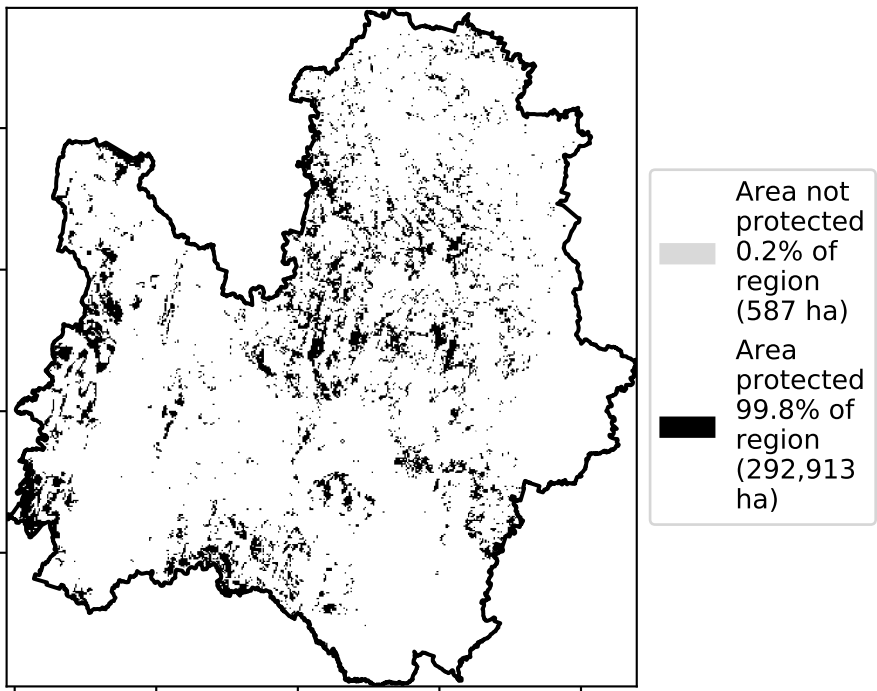 Area not
protected
0.2% of
region
(587 ha)
Area
protected
99.8% of
region
(292,913
ha)